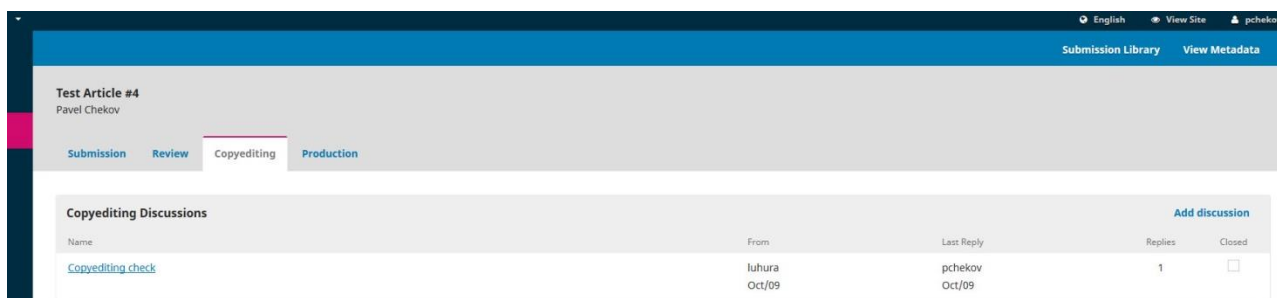 English View Site pcheko
Submission Library View Metadata
Test Article #4
Pavel Chekov
Submission Review Copyediting Production
Copyediting Discussions Add discussion
Name From Last Reply Replies Closed
Copyediting check luhura pchekov 1
Oct/09 Oct/09